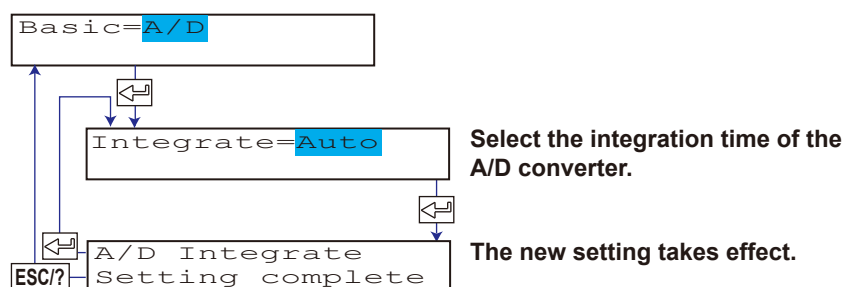 Basic=A/D
Integrate=Auto
Select the integration time of the
A/D converter.
A/D Integrate
Setting complete
The new setting takes effect.
ESC/?